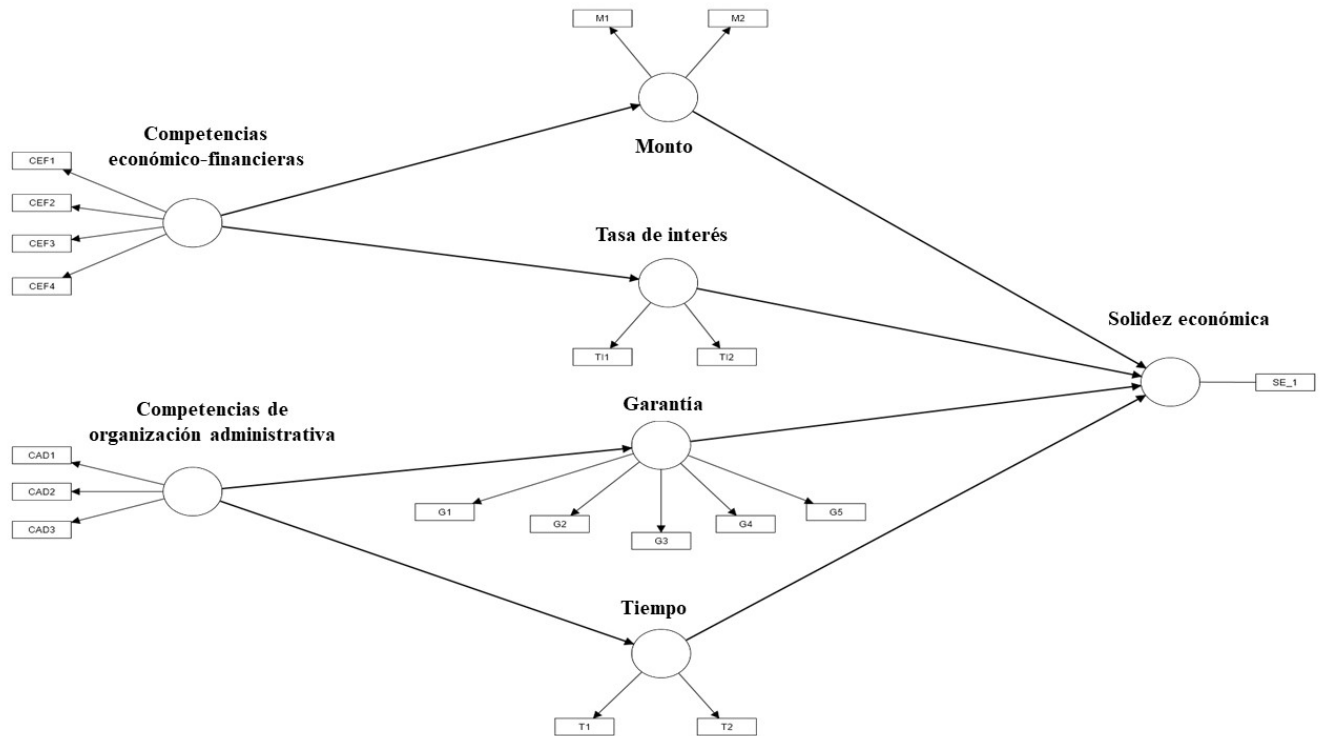 M1
M2
Competencias
económico-financieras
Monto
CEF1
CEF2
CEF3
CEF4
Tasa de interés
TI1
TI2
Solidez económica
SE_1
Competencias de
organización administrativa
Garantía
CAD1
CAD2
CAD3
G1
G2
G3
G4
G5
Tiempo
T1
T2